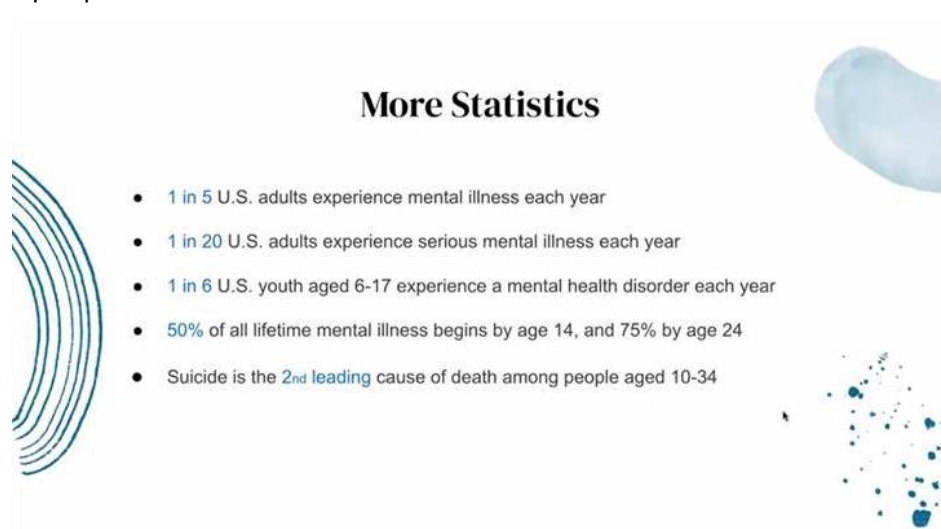 More Statistics
● 1 in 5 U.S. adults experience mental illness each year
● 1 in 20 U.S. adults experience serious mental illness each year
● 1 in 6 U.S. youth aged 6-17 experience a mental health disorder each year
● 50% of all lifetime mental illness begins by age 14, and 75% by age 24
● Suicide is the 2nd leading cause of death among people aged 10-34